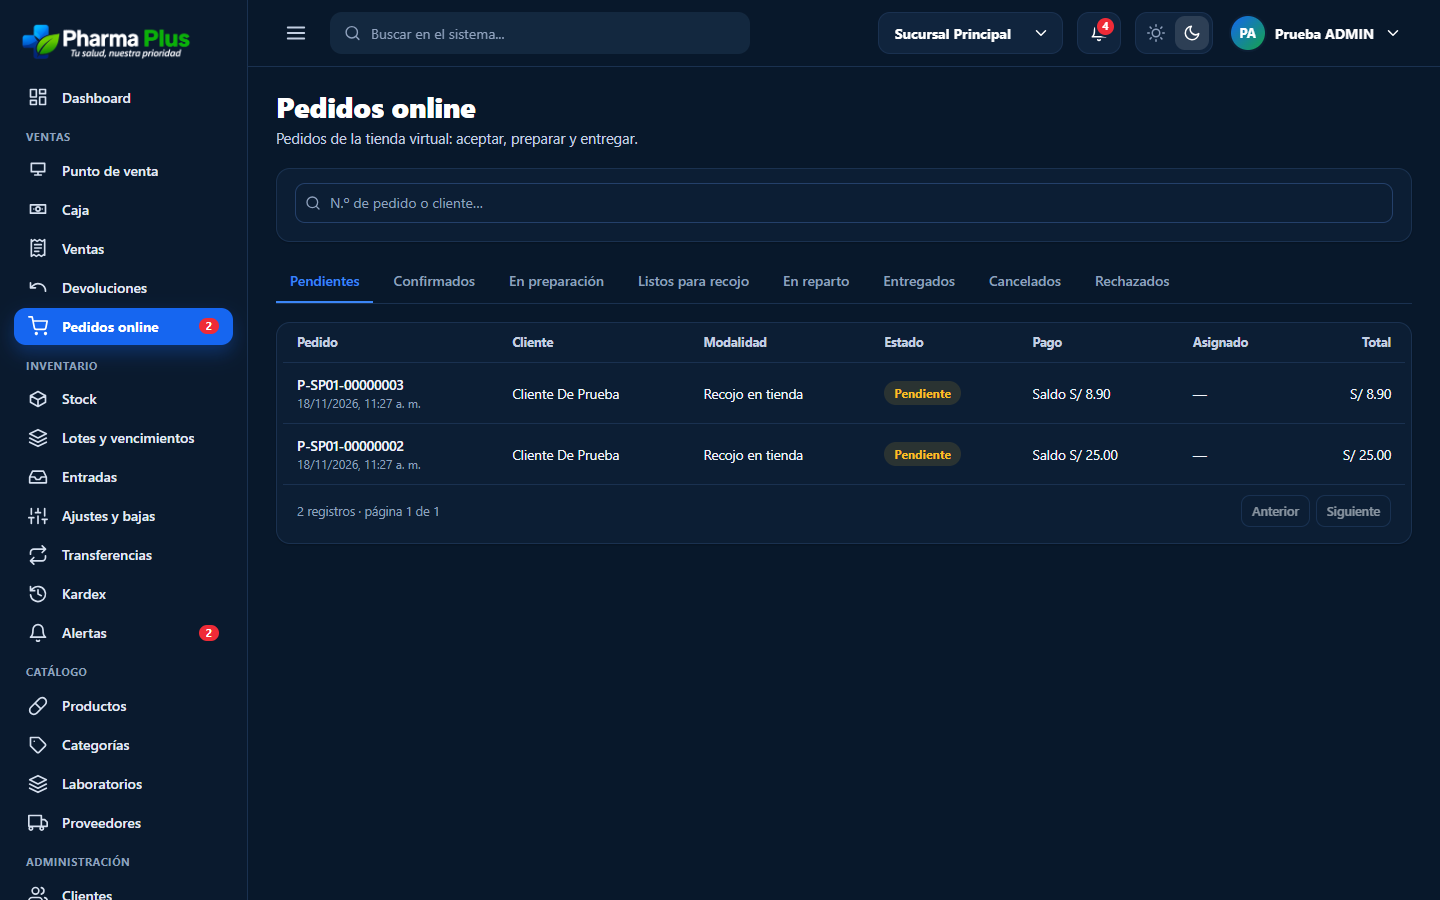 Pharma Plus
Tu salud, nuestra prioridad
Dashboard
VENTAS
Punto de venta
Caja
Ventas
Devoluciones
Pedidos online 2
INVENTARIO
Stock
Lotes y vencimientos
Entradas
Ajustes y bajas
Transferencias
Kardex
Alertas 2
CATÁLOGO
Productos
Categorías
Laboratorios
Proveedores
ADMINISTRACIÓN
Clientes
Buscar en el sistema...
Sucursal Principal
4
PA Prueba ADMIN
Pedidos online
Pedidos de la tienda virtual: aceptar, preparar y entregar.
N.º de pedido o cliente...
Pendientes Confirmados En preparación Listos para recojo En reparto Entregados Cancelados Rechazados
Pedido Cliente Modalidad Estado Pago Asignado Total
P-SP01-00000003
18/11/2026, 11:27 a. m.
Cliente De Prueba Recojo en tienda Pendiente Saldo S/ 8.90 — S/ 8.90
P-SP01-00000002
18/11/2026, 11:27 a. m.
Cliente De Prueba Recojo en tienda Pendiente Saldo S/ 25.00 — S/ 25.00
2 registros · página 1 de 1
Anterior Siguiente